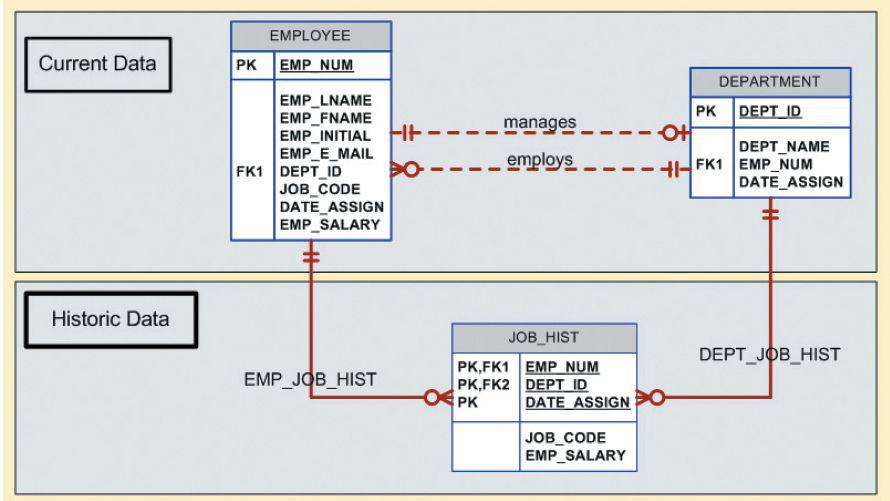 Current Data
EMPLOYEE
PK EMP_NUM
EMP_LNAME
EMP_FNAME
EMP_INITIAL
EMP_E_MAIL
FK1 DEPT_ID
JOB_CODE
DATE_ASSIGN
EMP_SALARY
manages
employs
DEPARTMENT
PK DEPT_ID
DEPT_NAME
FK1 EMP_NUM
DATE_ASSIGN
Historic Data
EMP_JOB_HIST
JOB_HIST
PK,FK1 EMP_NUM
PK,FK2 DEPT_ID
PK DATE_ASSIGN
JOB_CODE
EMP_SALARY
DEPT_JOB_HIST